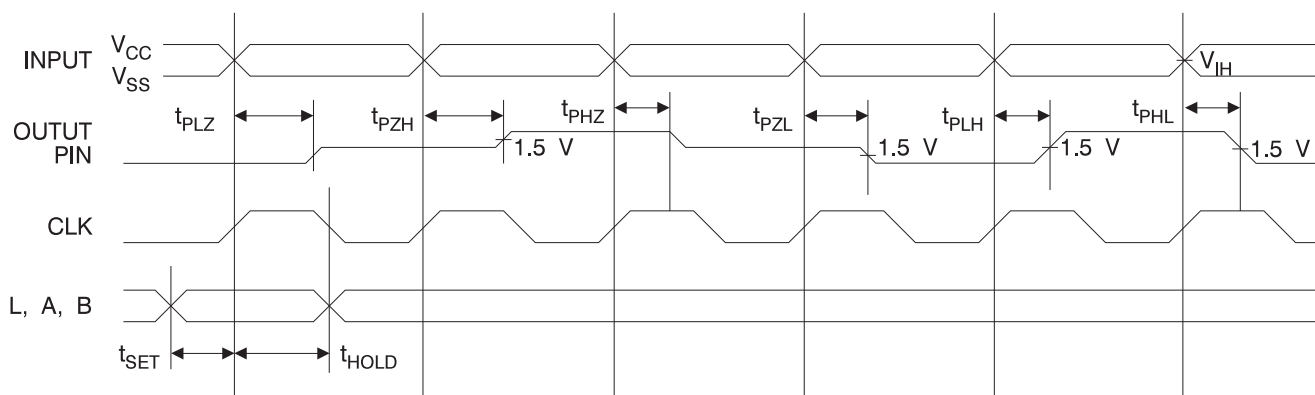 INPUT
VCC
VSS
VIH
tPLZ
tPZH
tPHZ
tPZL
tPLH
tPHL
OUTUT
PIN
1.5 V
1.5 V
1.5 V
1.5 V
CLK
L, A, B
tSET
tHOLD